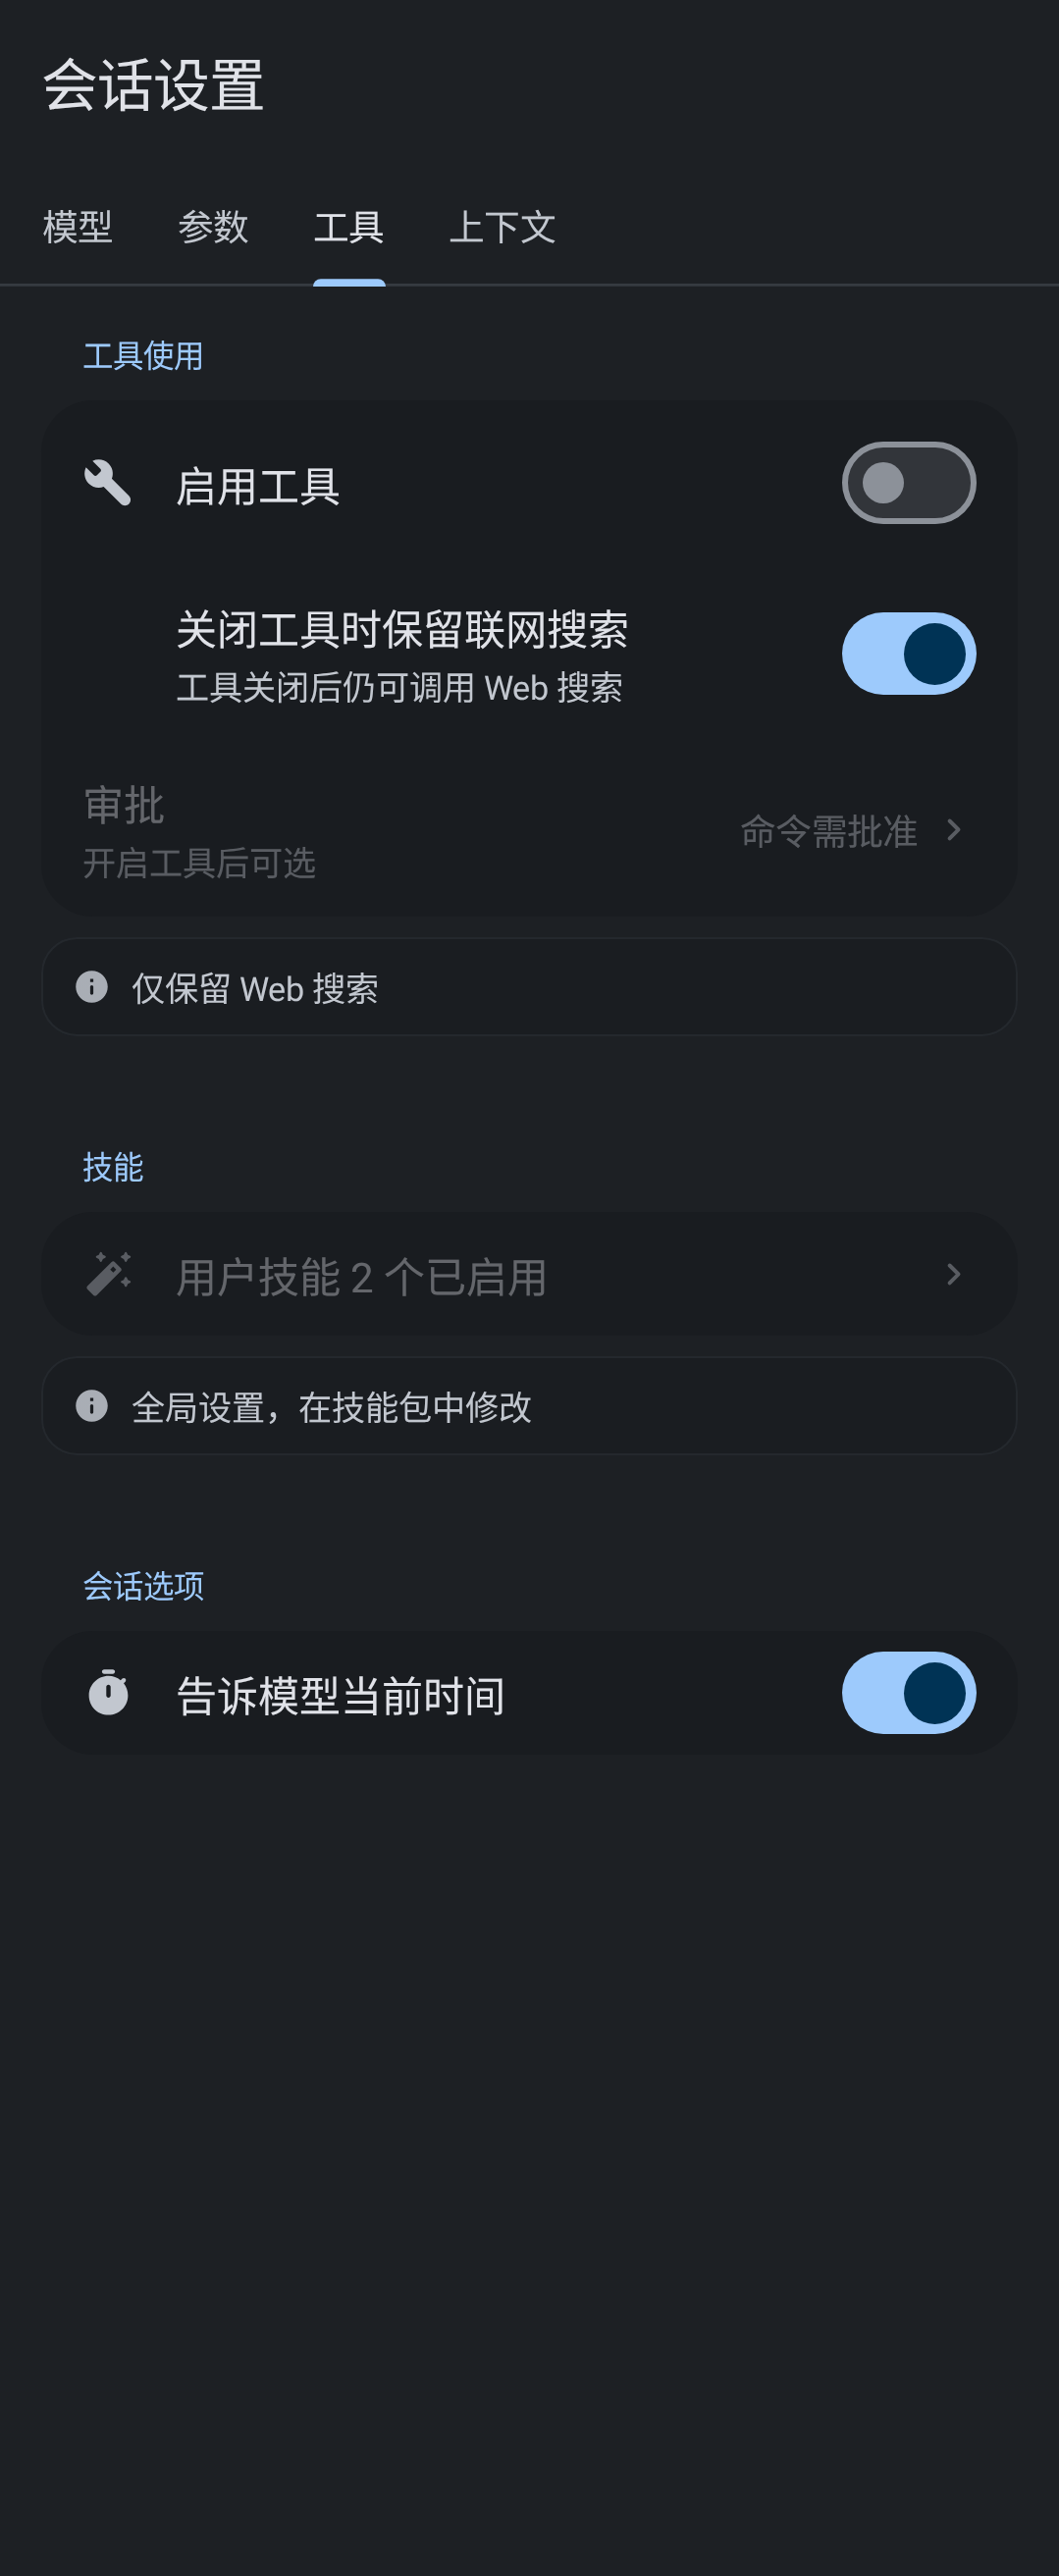 会话设置
模型 参数 工具 上下文
工具使用
启用工具
关闭工具时保留联网搜索
工具关闭后仍可调用 Web 搜索
审批
开启工具后可选
命令需批准
仅保留 Web 搜索
技能
用户技能 2 个已启用
全局设置，在技能包中修改
会话选项
告诉模型当前时间